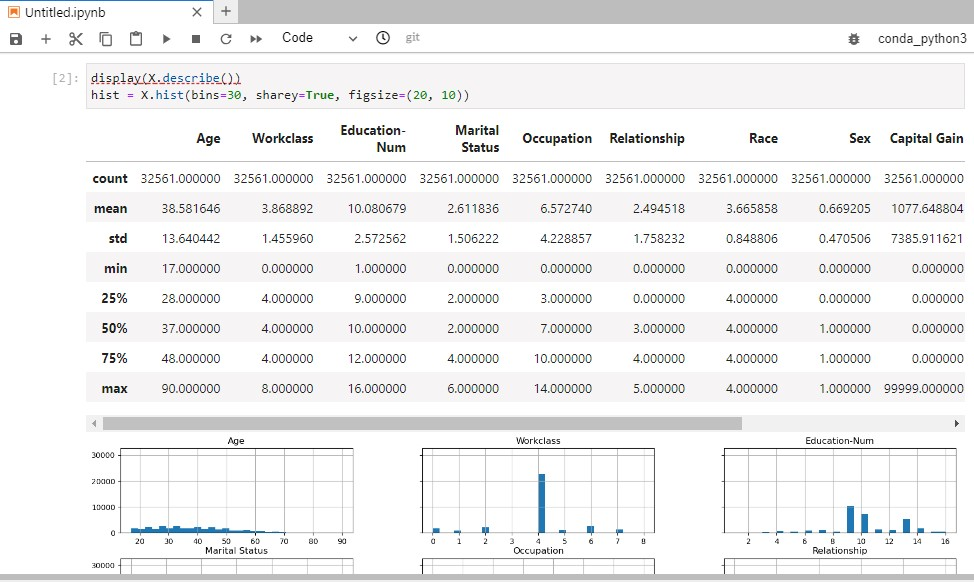 Untitled.ipynb
Code
git
conda_python3
[2]:
display(X.describe())
hist = X.hist(bins=30, sharey=True, figsize=(20, 10))
Age Workclass Education-Num Marital Status Occupation Relationship Race Sex Capital Gain
count 32561.000000 32561.000000 32561.000000 32561.000000 32561.000000 32561.000000 32561.000000 32561.000000 32561.000000
mean 38.581646 3.868892 10.080679 2.611836 6.572740 2.494518 3.665858 0.669205 1077.648804
std 13.640442 1.455960 2.572562 1.506222 4.228857 1.758232 0.848806 0.470506 7385.911621
min 17.000000 0.000000 1.000000 0.000000 0.000000 0.000000 0.000000 0.000000 0.000000
25% 28.000000 4.000000 9.000000 2.000000 3.000000 0.000000 4.000000 0.000000 0.000000
50% 37.000000 4.000000 10.000000 2.000000 7.000000 3.000000 4.000000 1.000000 0.000000
75% 48.000000 4.000000 12.000000 4.000000 10.000000 4.000000 4.000000 1.000000 0.000000
max 90.000000 8.000000 16.000000 6.000000 14.000000 5.000000 4.000000 1.000000 99999.000000
Age Workclass Education-Num
30000
20000
10000
0
20 30 40 50 60 70 80 90
0 1 2 3 4 5 6 7 8
2 4 6 8 10 12 14 16
Marital Status Occupation Relationship
30000